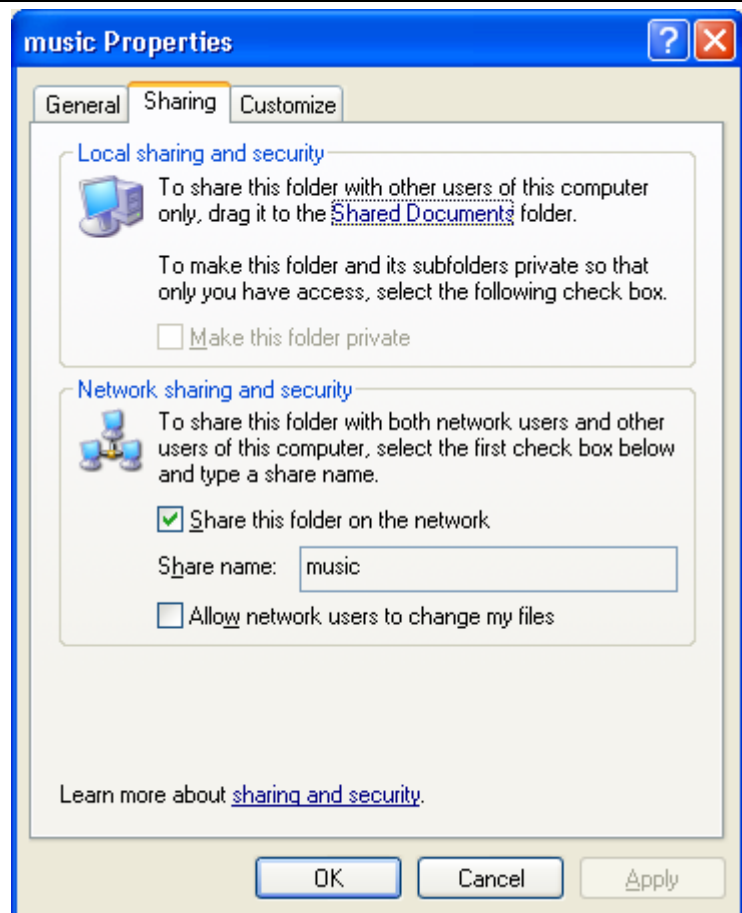 music Properties
General Sharing Customize
Local sharing and security
To share this folder with other users of this computer
only, drag it to the Shared Documents folder.
To make this folder and its subfolders private so that
only you have access, select the following check box.
Make this folder private
Network sharing and security
To share this folder with both network users and other
users of this computer, select the first check box below
and type a share name.
Share this folder on the network
Share name: music
Allow network users to change my files
Learn more about sharing and security.
OK Cancel Apply